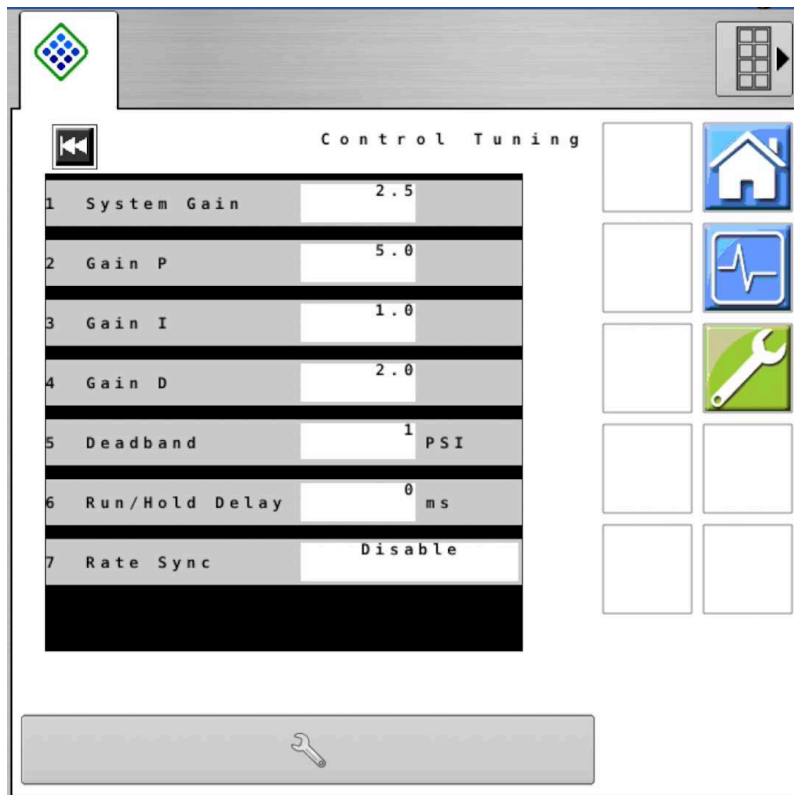 Control Tuning
1 System Gain 2.5
2 Gain P 5.0
3 Gain I 1.0
4 Gain D 2.0
5 Deadband 1 PSI
6 Run/Hold Delay 0 ms
7 Rate Sync Disable